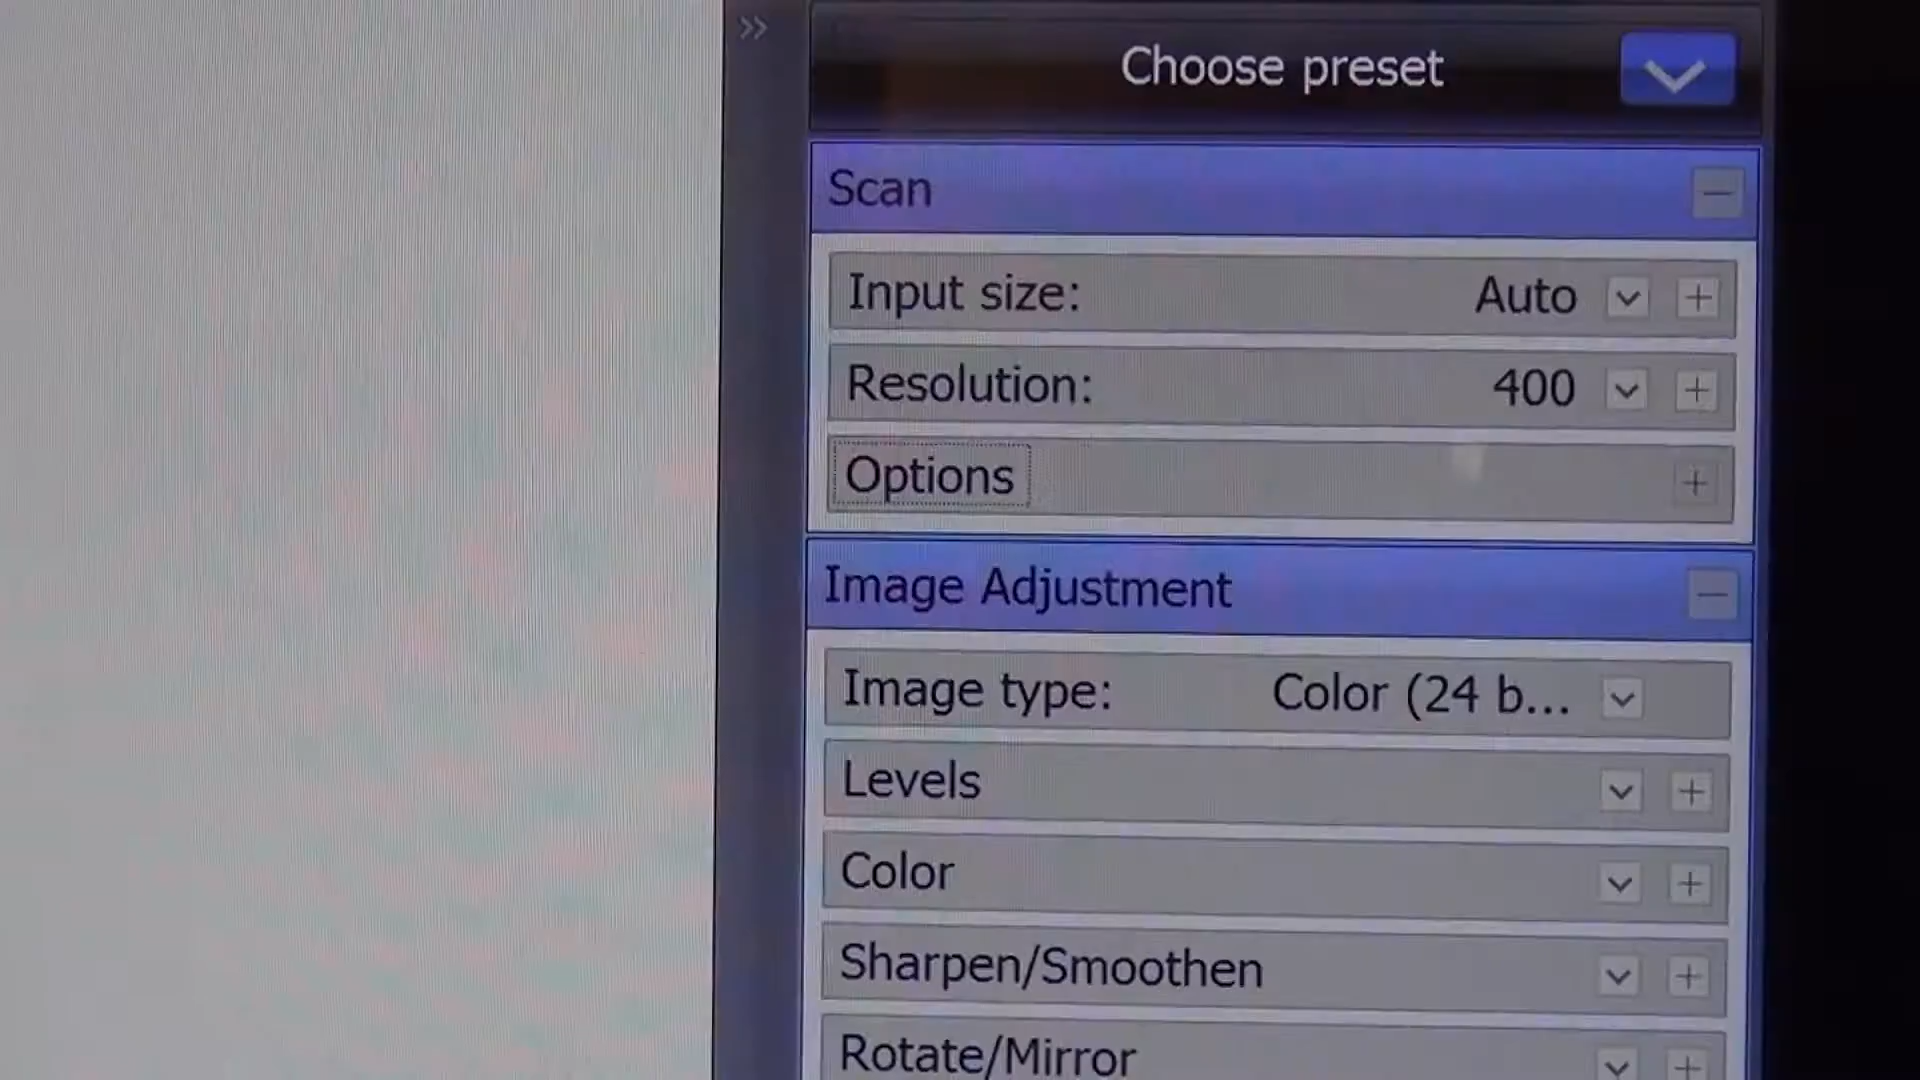 Choose preset
Scan
Input size: Auto
Resolution: 400
Options
Image Adjustment
Image type: Color (24 b...
Levels
Color
Sharpen/Smoothen
Rotate/Mirror